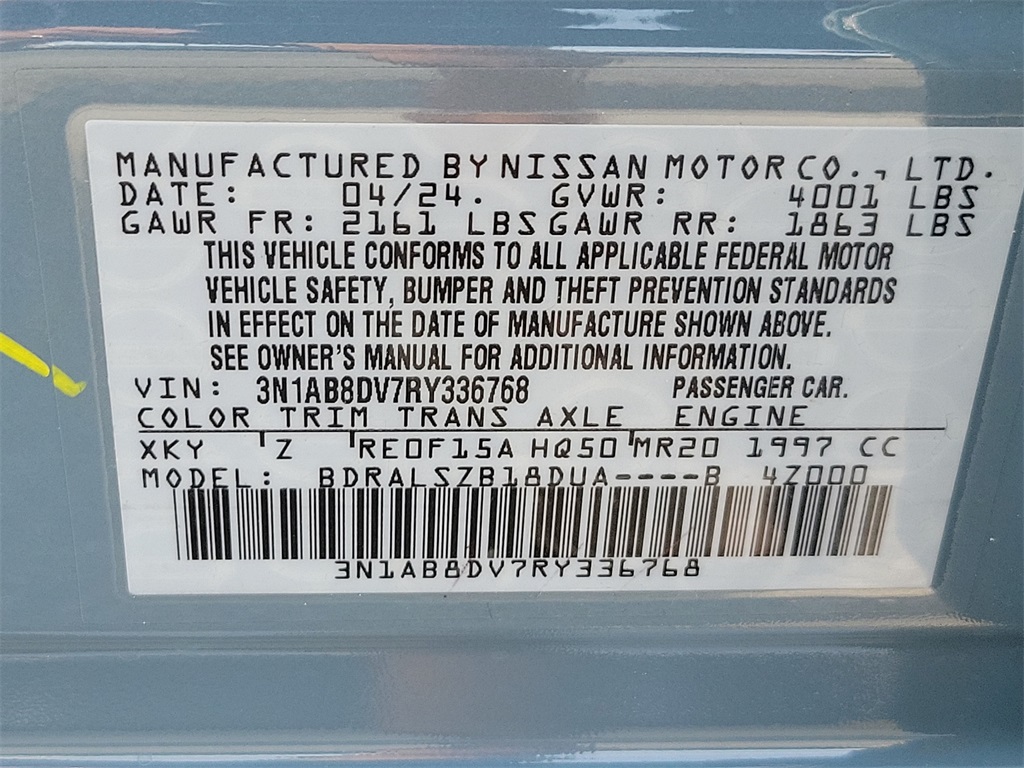 MANUFACTURED BY NISSAN MOTOR CO., LTD.
DATE: 04/24. GVWR: 4001 LBS
GAWR FR: 2161 LBS GAWR RR: 1863 LBS
THIS VEHICLE CONFORMS TO ALL APPLICABLE FEDERAL MOTOR
VEHICLE SAFETY, BUMPER AND THEFT PREVENTION STANDARDS
IN EFFECT ON THE DATE OF MANUFACTURE SHOWN ABOVE.
SEE OWNER'S MANUAL FOR ADDITIONAL INFORMATION.
VIN: 3N1AB8DV7RY336768 PASSENGER CAR.
COLOR TRIM TRANS AXLE ENGINE
XKY Z RE0F15A HQ50 MR20 1997 CC
MODEL: BDRALSZB18DUA----B 4Z000
3N1AB8DV7RY336768